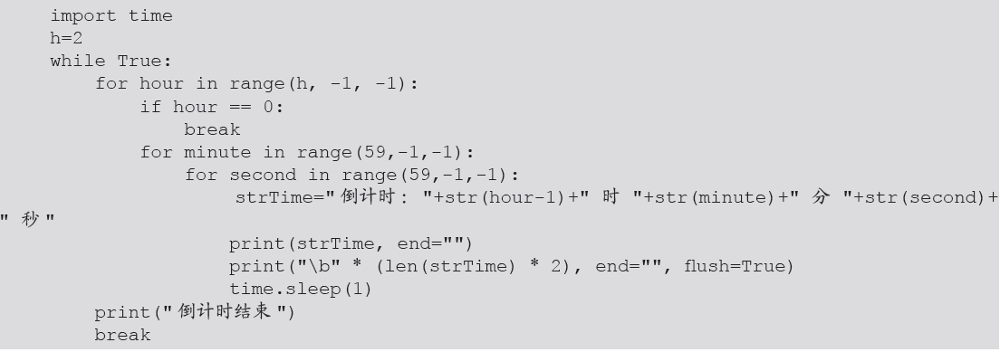 import time
h=2
while True:
    for hour in range(h, -1, -1):
        if hour == 0:
            break
        for minute in range(59,-1,-1):
            for second in range(59,-1,-1):
                strTime="倒计时: "+str(hour-1)+" 时 "+str(minute)+" 分 "+str(second)+
" 秒"
                print(strTime, end="")
                print("\b" * (len(strTime) * 2), end="", flush=True)
                time.sleep(1)
    print("倒计时结束")
    break